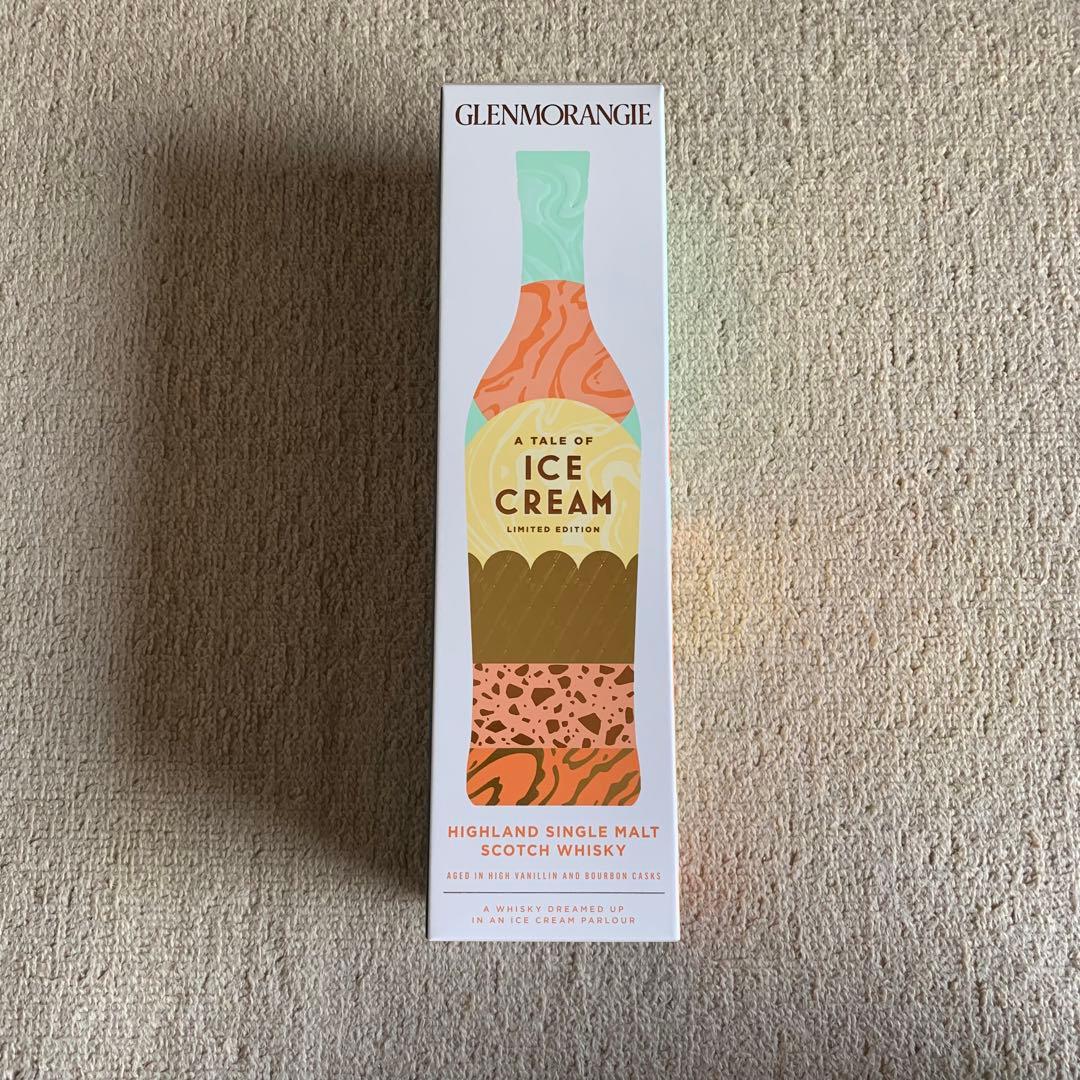 GLENMORANGIE
A TALE OF
ICE
CREAM
LIMITED EDITION
HIGHLAND SINGLE MALT
SCOTCH WHISKY
AGED IN HIGH VANILLIN AND BOURBON CASKS
A WHISKY DREAMED UP
IN AN ICE CREAM PARLOUR